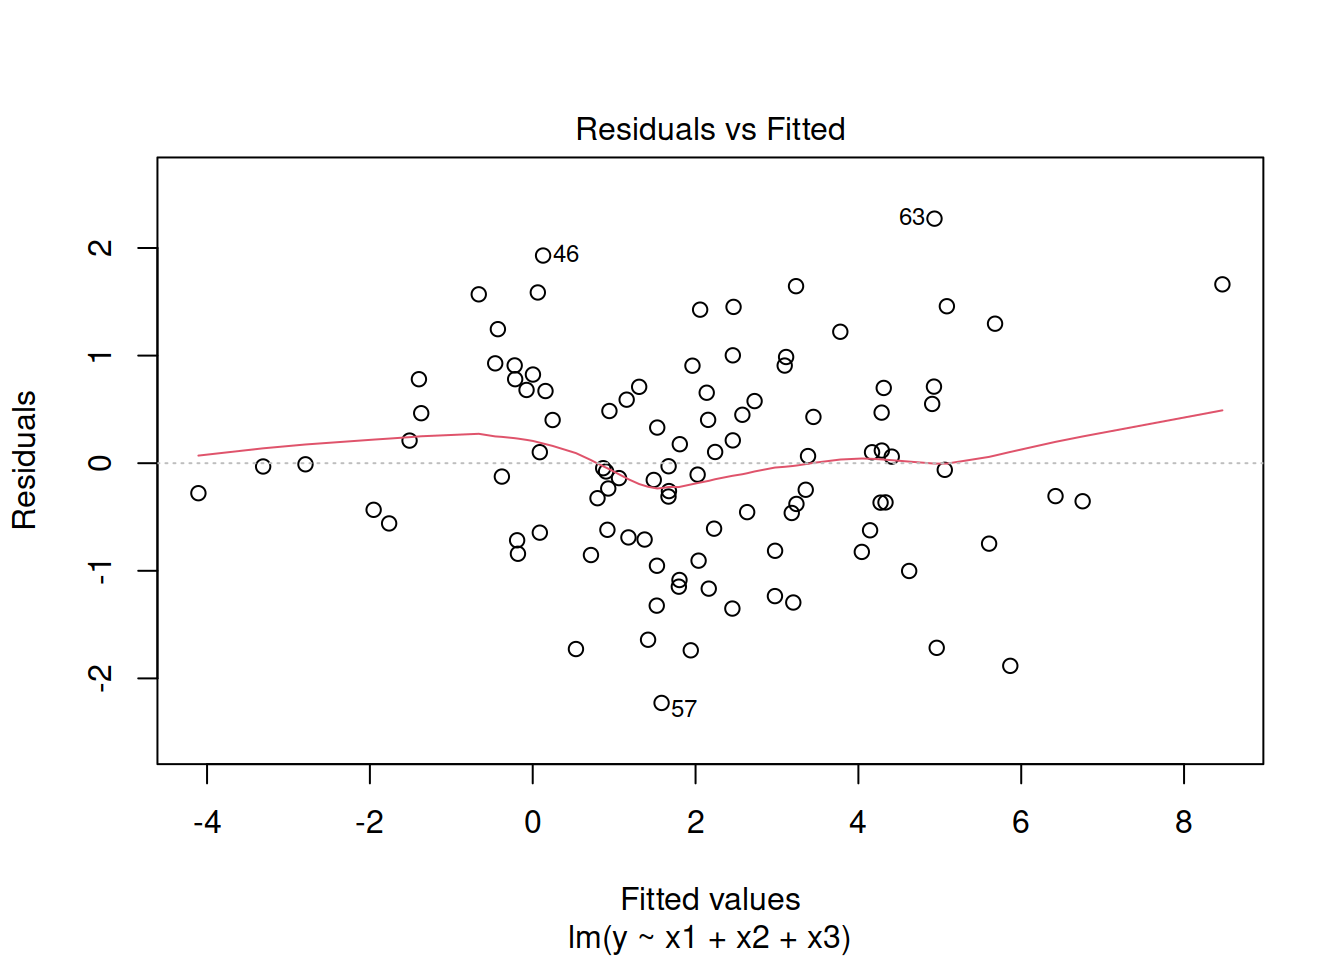 Residuals vs Fitted
Residuals
2
1
0
-1
-2
63
46
57
-4 -2 0 2 4 6 8
Fitted values
lm(y ~ x1 + x2 + x3)